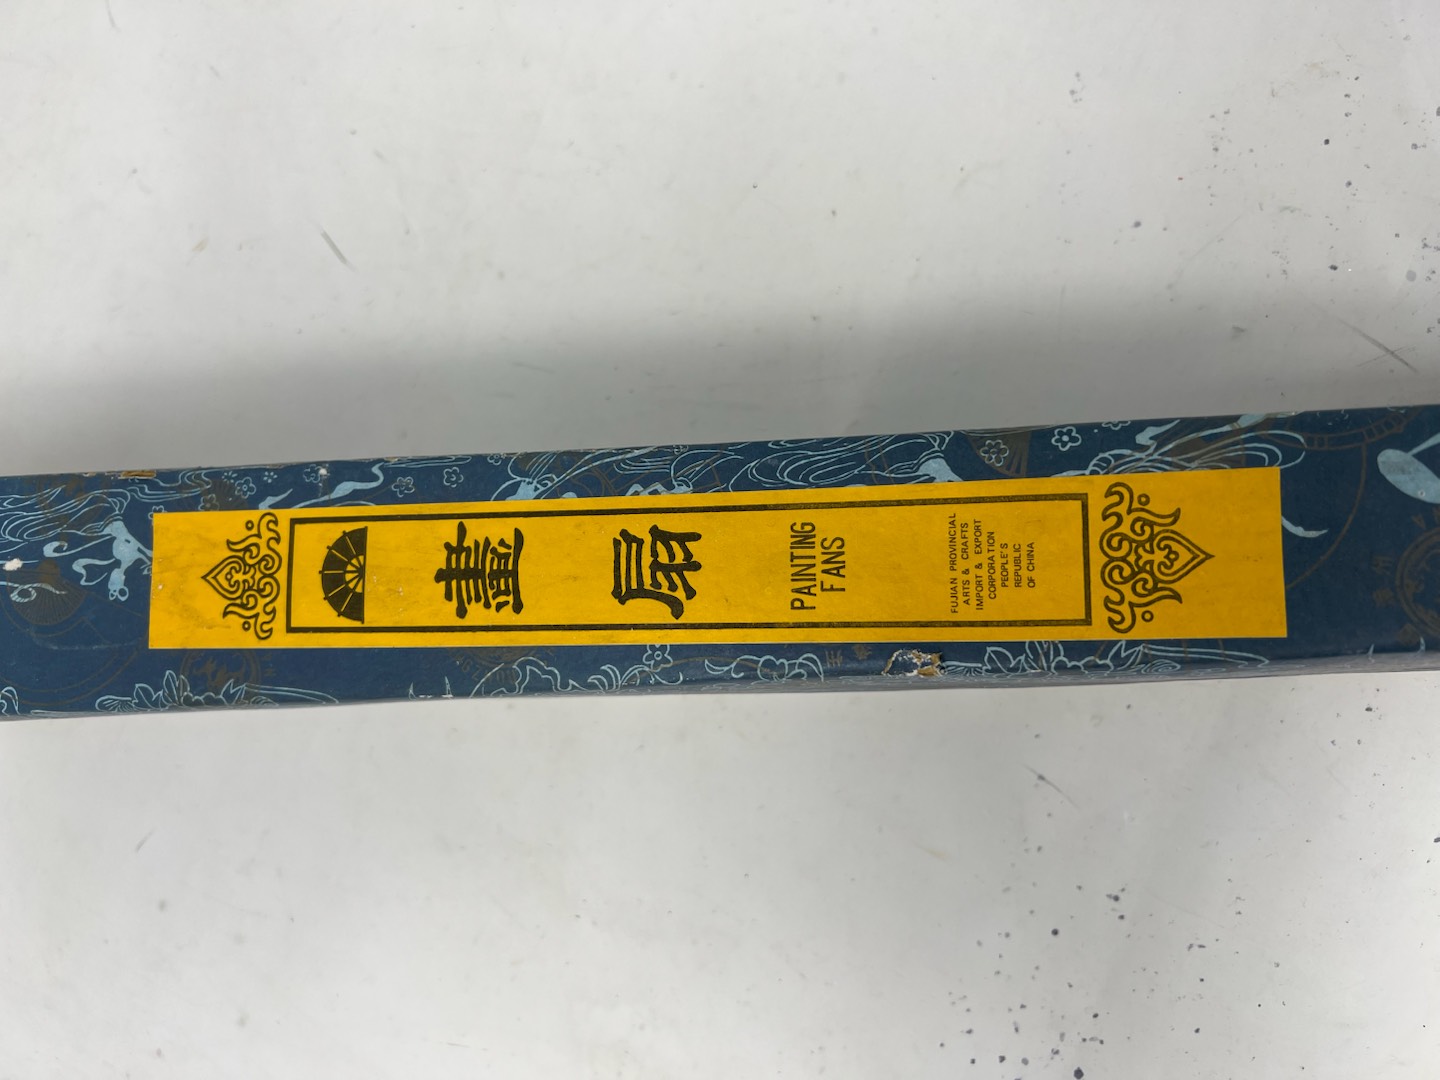 畫扇
PAINTING
FANS
FUJIAN PROVINCIAL
ARTS & CRAFTS
IMPORT & EXPORT
CORPORATION
PEOPLE'S
REPUBLIC
OF CHINA